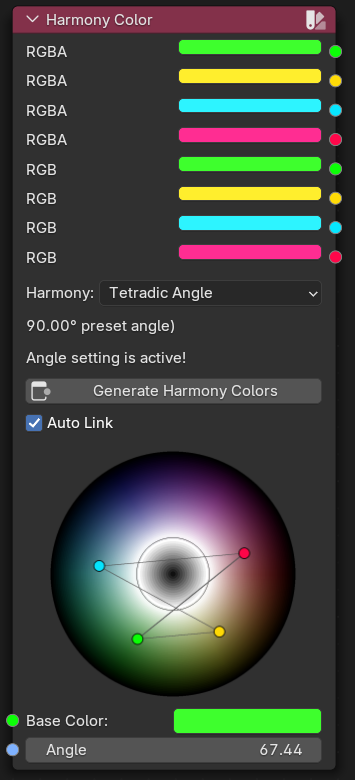 Harmony Color
RGBA
RGBA
RGBA
RGBA
RGB
RGB
RGB
RGB
Harmony: Tetradic Angle
90.00° preset angle)
Angle setting is active!
Generate Harmony Colors
Auto Link
Base Color:
Angle 67.44